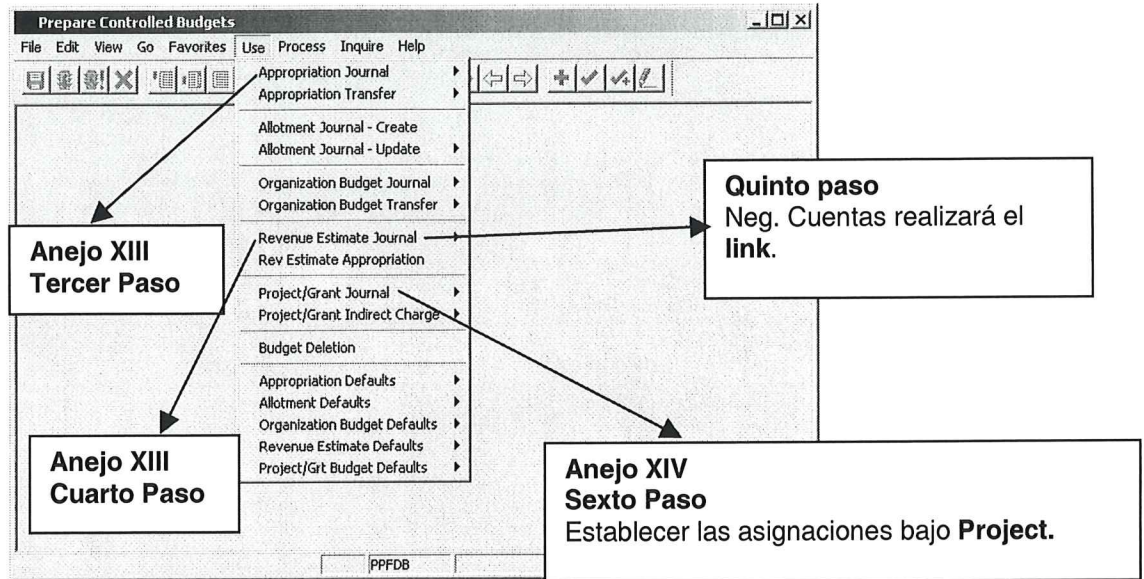 Prepare Controlled Budgets
File Edit View Go Favorites Use Process Inquire Help
Appropriation Journal
Appropriation Transfer
Allotment Journal - Create
Allotment Journal - Update
Organization Budget Journal
Organization Budget Transfer
Revenue Estimate Journal
Rev Estimate Appropriation
Project/Grant Journal
Project/Grant Indirect Charge
Budget Deletion
Appropriation Defaults
Allotment Defaults
Organization Budget Defaults
Revenue Estimate Defaults
Project/Grt Budget Defaults
Anejo XIII
Tercer Paso
Quinto paso
Neg. Cuentas realizará el
link.
Anejo XIII
Cuarto Paso
Anejo XIV
Sexto Paso
Establecer las asignaciones bajo Project.
PPFDB